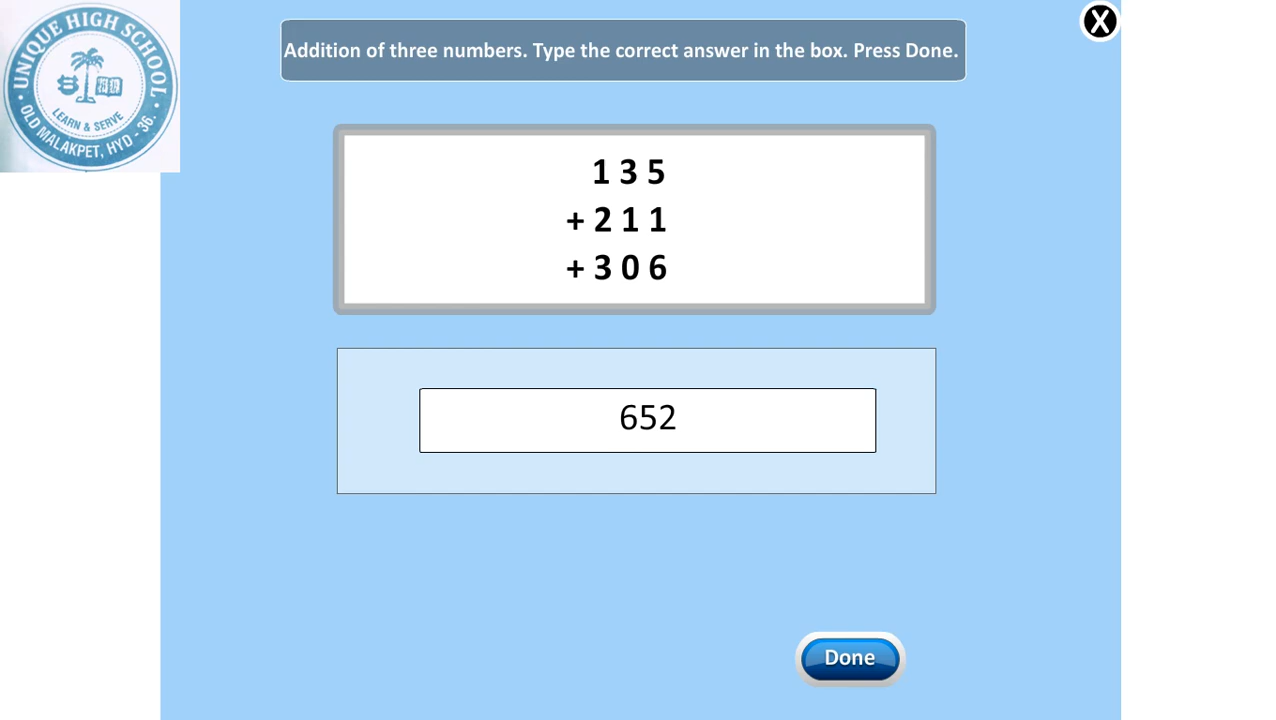 UNIQUE HIGH SCHOOL
LEARN & SERVE
OLD MALAKPET, HYD - 36.
X
Addition of three numbers. Type the correct answer in the box. Press Done.
1 3 5
+ 2 1 1
+ 3 0 6
652
Done